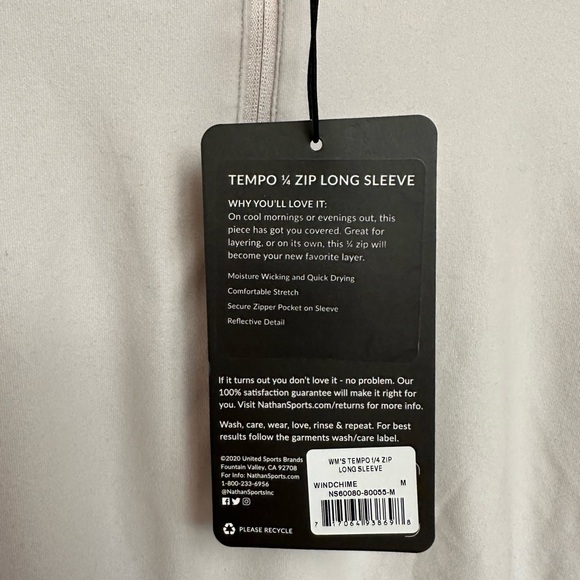 TEMPO ¼ ZIP LONG SLEEVE
WHY YOU'LL LOVE IT:
On cool mornings or evenings out, this
piece has got you covered. Great for
layering, or on its own, this ¼ zip will
become your new favorite layer.
Moisture Wicking and Quick Drying
Comfortable Stretch
Secure Zipper Pocket on Sleeve
Reflective Detail
If it turns out you don't love it - no problem. Our
100% satisfaction guarantee will make it right for
you. Visit NathanSports.com/returns for more info.
Wash, care, wear, love, rinse & repeat. For best
results follow the garments wash/care label.
©2020 United Sports Brands
Fountain Valley, CA 92708
For Info: NathanSports.com
1-800-233-6956
@NathanSportsInc
PLEASE RECYCLE
WM'S TEMPO 1/4 ZIP
LONG SLEEVE
WINDCHIME M
NS60080-80055-M
7 17064 93869 8